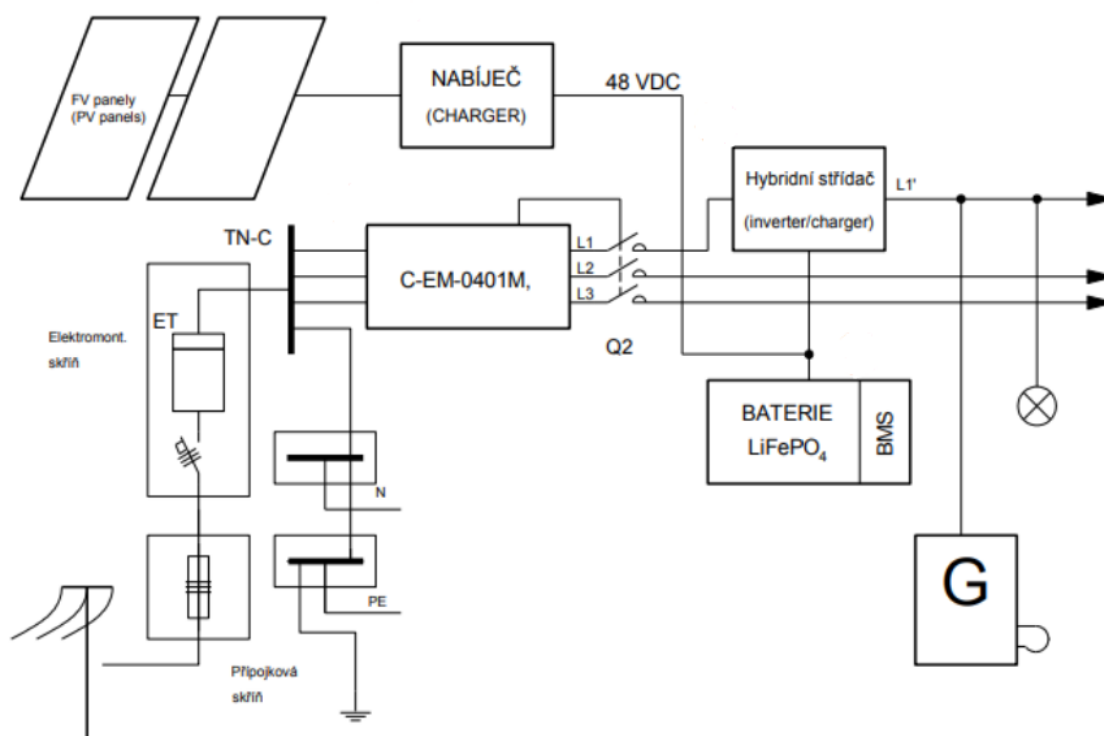 FV panely
(PV panels)
NABÍJEČ
(CHARGER)
48 VDC
Hybridní střídač
(inverter/charger)
L1'
TN-C
C-EM-0401M,
L1
L2
L3
Q2
Elektromont.
skříň
ET
BATERIE
LiFePO₄
BMS
N
PE
G
Přípojková
skříň